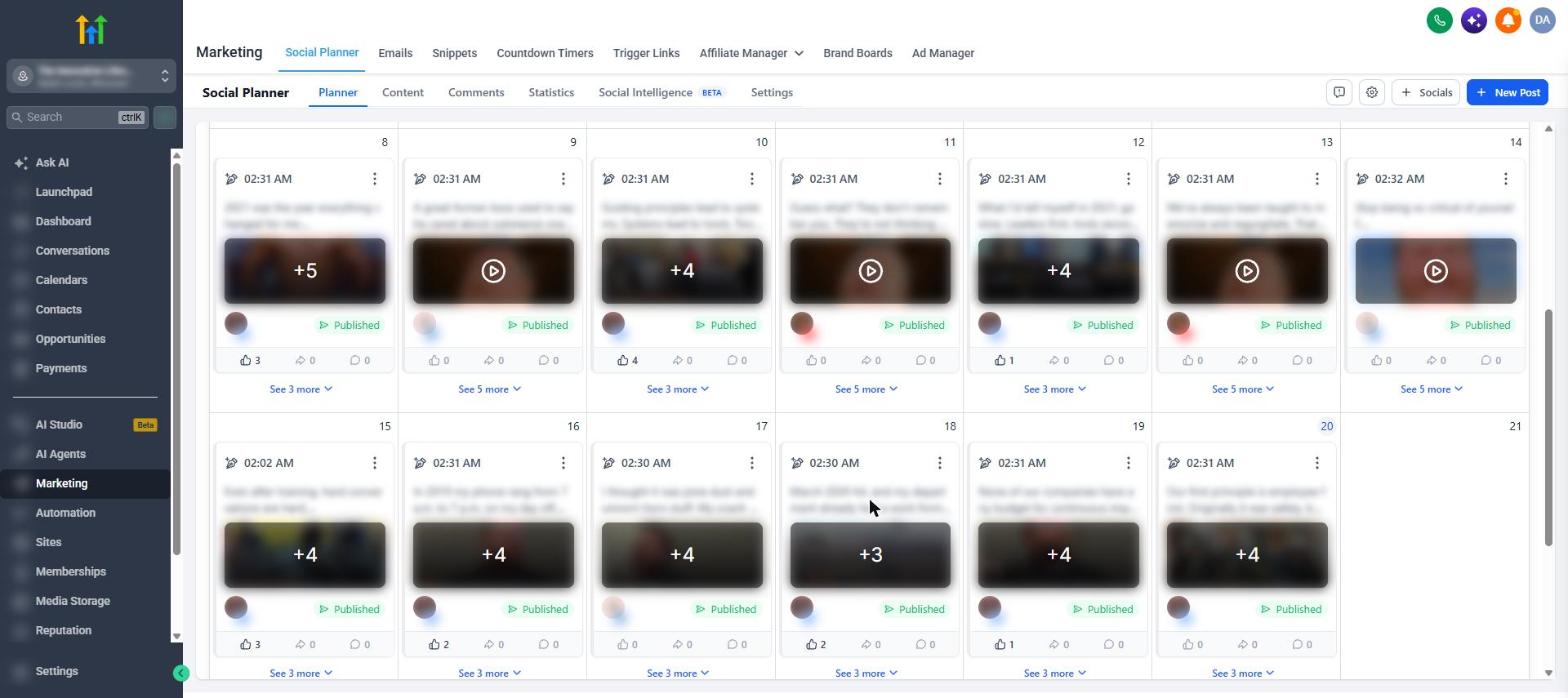 DA
Marketing Social Planner Emails Snippets Countdown Timers Trigger Links Affiliate Manager Brand Boards Ad Manager
Social Planner Planner Content Comments Statistics Social Intelligence BETA Settings + Socials + New Post
Search ctrlK
Ask AI
Launchpad
Dashboard
Conversations
Calendars
Contacts
Opportunities
Payments
AI Studio Beta
AI Agents
Marketing
Automation
Sites
Memberships
Media Storage
Reputation
Settings
8 9 10 11 12 13 14
02:31 AM 02:31 AM 02:31 AM 02:31 AM 02:31 AM 02:31 AM 02:32 AM
+5 +4 +4
Published Published Published Published Published Published Published
3 0 0 0 0 0 4 0 0 0 0 0 1 0 0 0 0 0 0 0 0
See 3 more See 5 more See 3 more See 5 more See 3 more See 5 more See 5 more
15 16 17 18 19 20 21
02:02 AM 02:31 AM 02:30 AM 02:30 AM 02:31 AM 02:31 AM
+4 +4 +4 +3 +4 +4
Published Published Published Published Published Published
3 0 0 2 0 0 0 0 0 2 0 0 1 0 0 0 0 0
See 3 more See 3 more See 3 more See 3 more See 3 more See 3 more